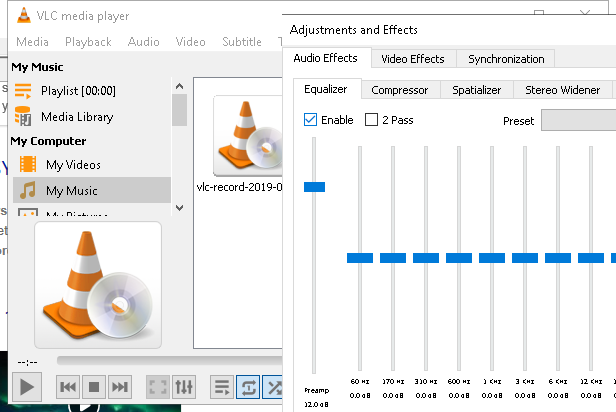 VLC media player
Media Playback Audio Video Subtitle
My Music
Playlist [00:00]
Media Library
My Computer
My Videos
My Music
My Pictures
vlc-record-2019-0
--:--
Adjustments and Effects
Audio Effects Video Effects Synchronization
Equalizer Compressor Spatializer Stereo Widener
Enable 2 Pass Preset
60 Hz 170 Hz 310 Hz 600 Hz 1 KHz 3 KHz 6 KHz 12 KHz
Preamp 0.0 dB 0.0 dB 0.0 dB 0.0 dB 0.0 dB 0.0 dB 0.0 dB 0.0 dB
12.0 dB